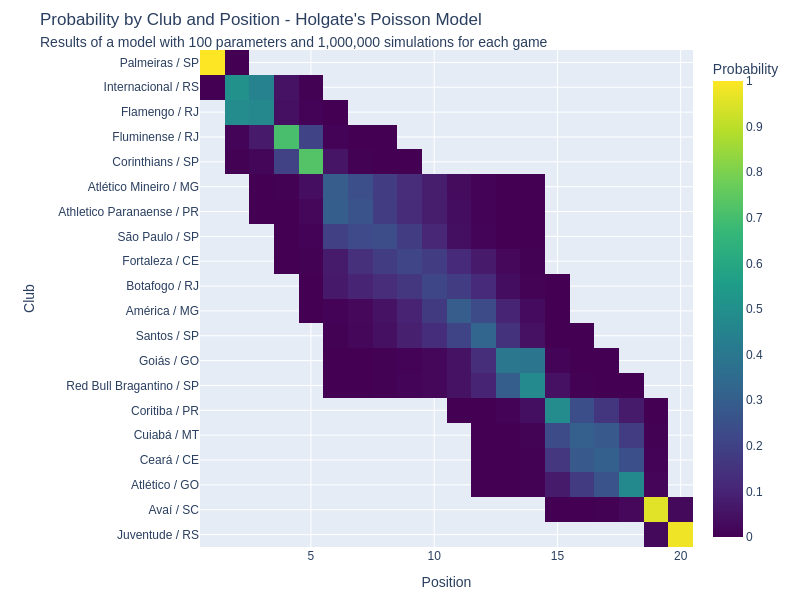 Probability by Club and Position - Holgate's Poisson Model
Results of a model with 100 parameters and 1,000,000 simulations for each game
Probability
Palmeiras / SP
Internacional / RS
Flamengo / RJ
Fluminense / RJ
Corinthians / SP
Atlético Mineiro / MG
Athletico Paranaense / PR
São Paulo / SP
Fortaleza / CE
Botafogo / RJ
América / MG
Santos / SP
Goiás / GO
Red Bull Bragantino / SP
Coritiba / PR
Cuiabá / MT
Ceará / CE
Atlético / GO
Avaí / SC
Juventude / RS
Club
5 10 15 20
Position
1
0.9
0.8
0.7
0.6
0.5
0.4
0.3
0.2
0.1
0